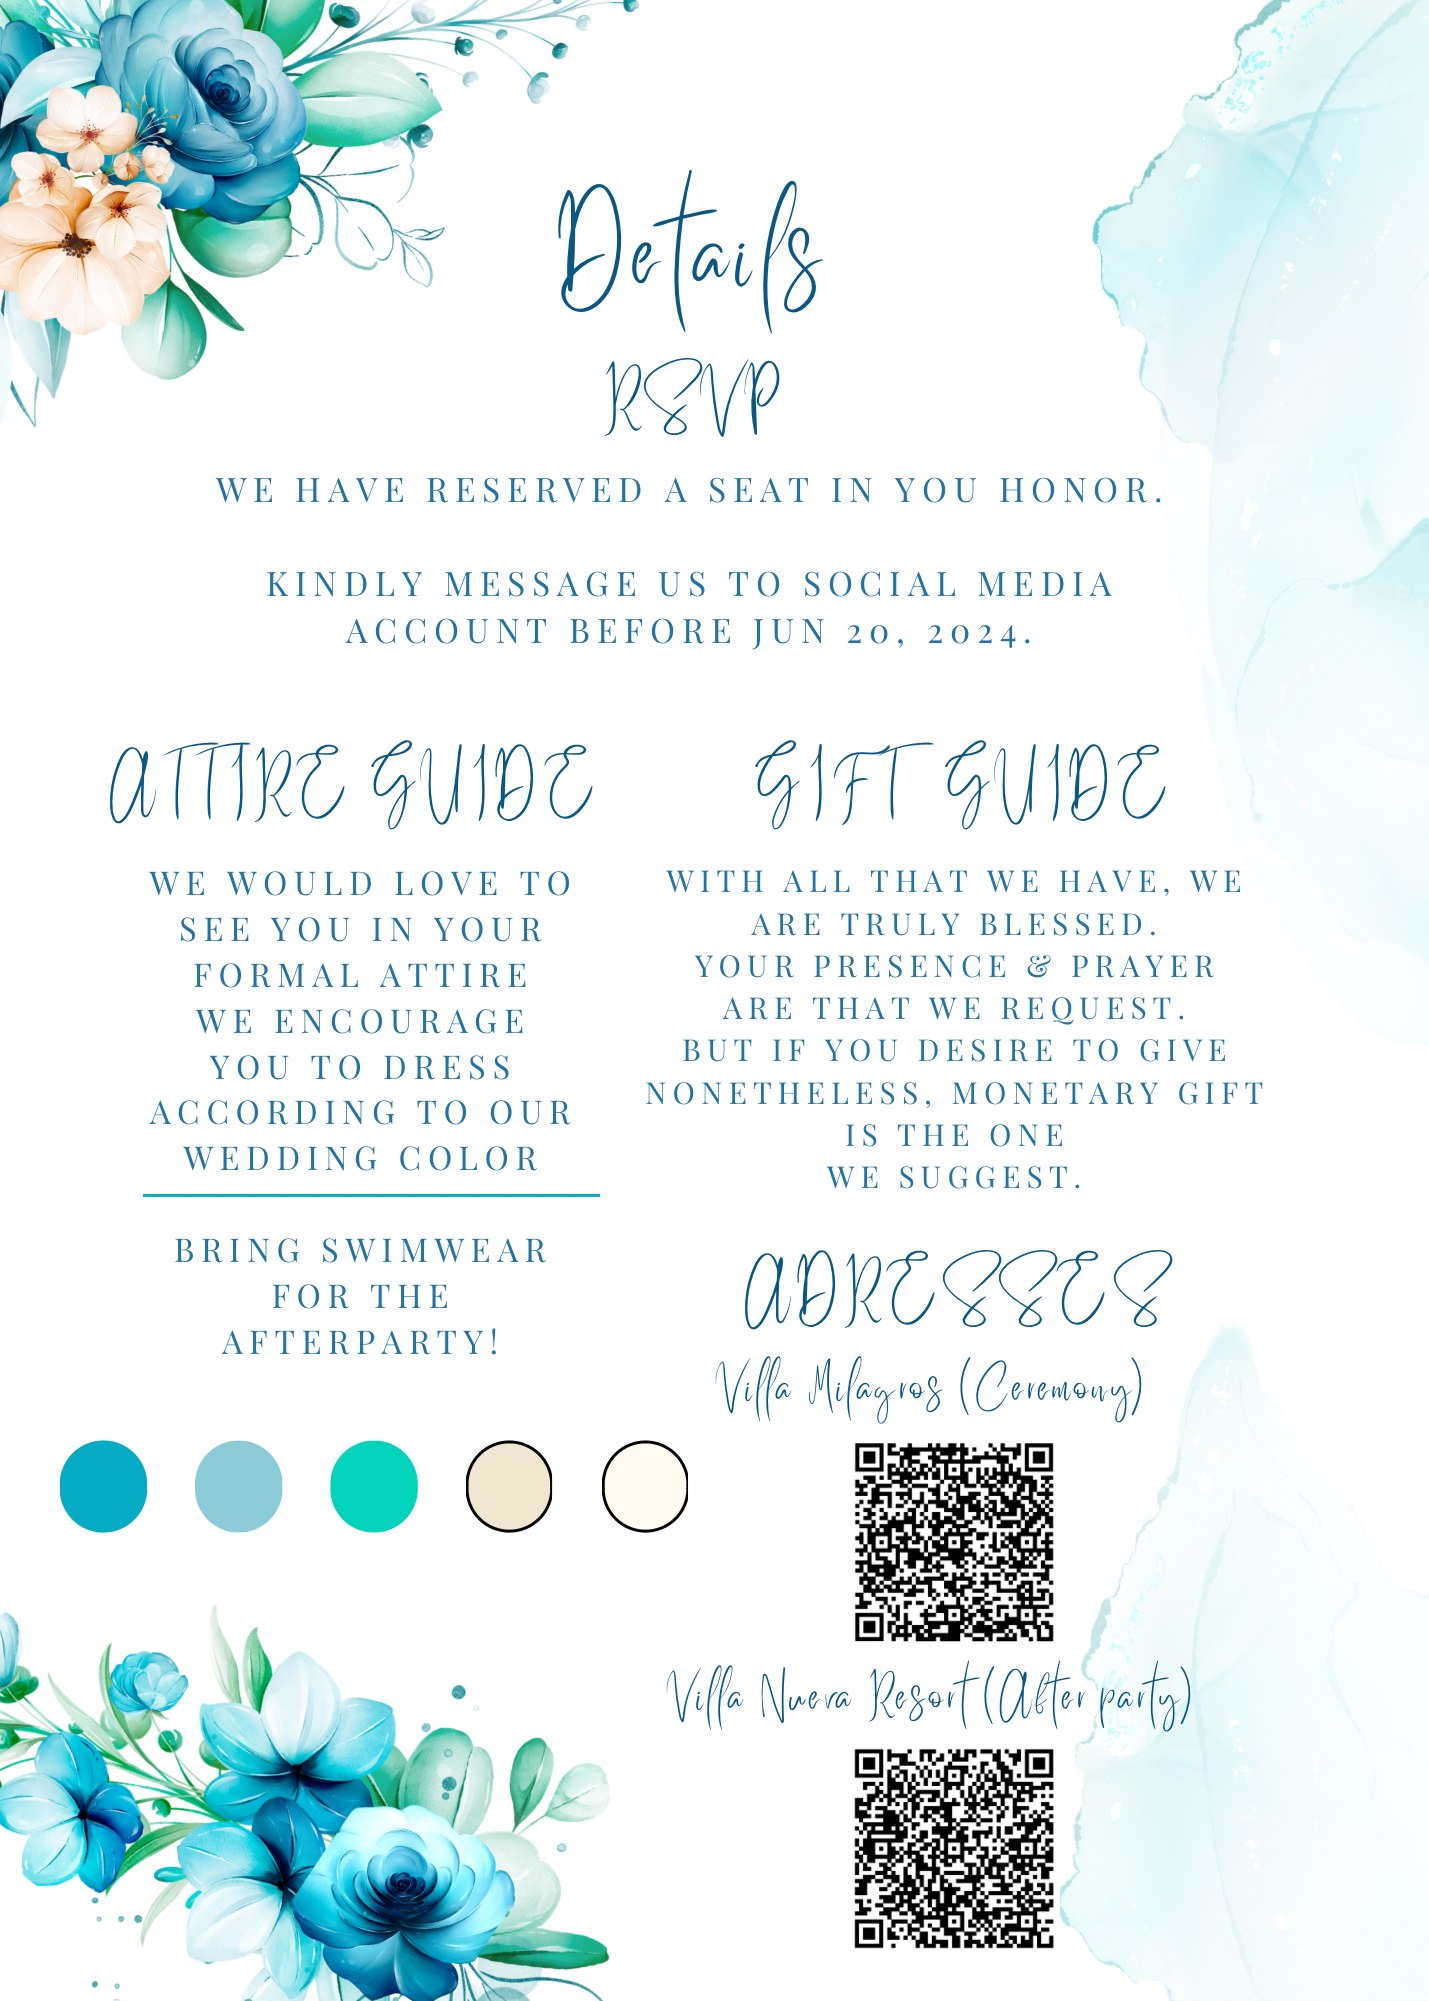 Details
RSVP
WE HAVE RESERVED A SEAT IN YOU HONOR.
KINDLY MESSAGE US TO SOCIAL MEDIA
ACCOUNT BEFORE JUN 20, 2024.
ATTIRE GUIDE
WE WOULD LOVE TO
SEE YOU IN YOUR
FORMAL ATTIRE
WE ENCOURAGE
YOU TO DRESS
ACCORDING TO OUR
WEDDING COLOR
BRING SWIMWEAR
FOR THE
AFTERPARTY!
GIFT GUIDE
WITH ALL THAT WE HAVE, WE
ARE TRULY BLESSED.
YOUR PRESENCE & PRAYER
ARE THAT WE REQUEST.
BUT IF YOU DESIRE TO GIVE
NONETHELESS, MONETARY GIFT
IS THE ONE
WE SUGGEST.
ADRESSES
Villa Milagros (Ceremony)
Villa Nueva Resort (After party)